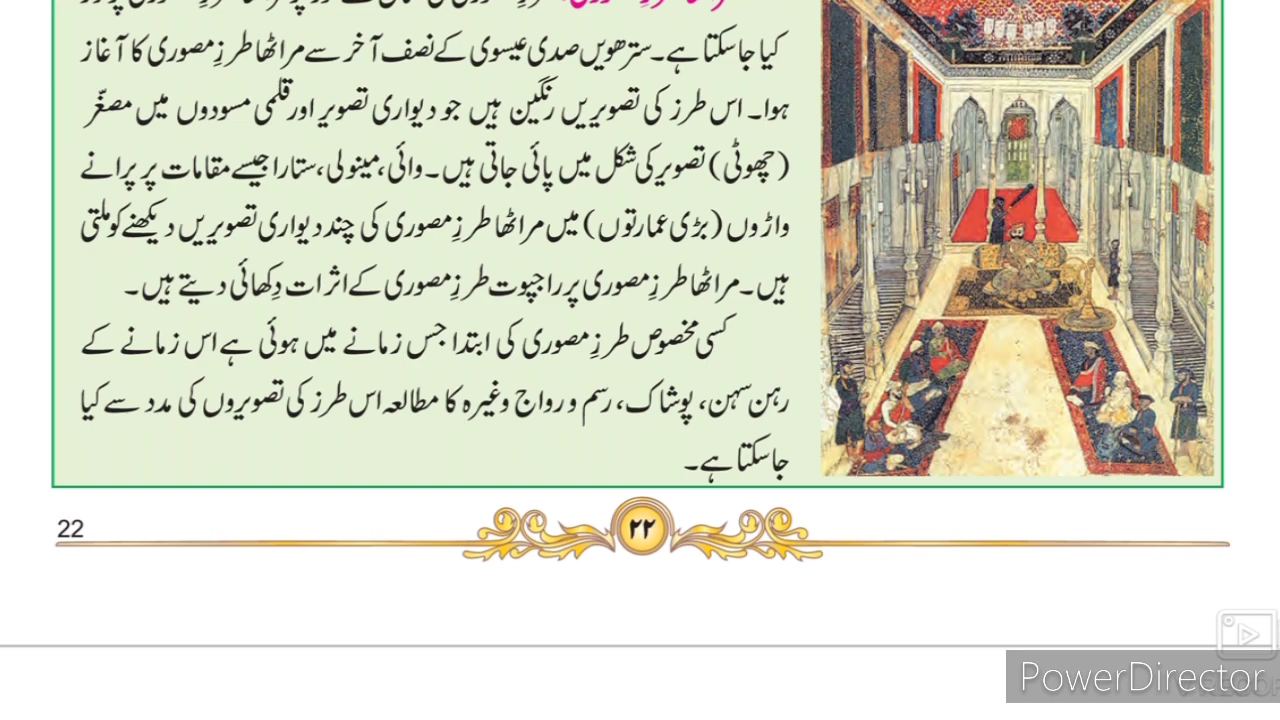 کیا جاسکتا ہے۔ سترھویں صدی عیسوی کے نصف آخر سے مراٹھا طرزِ مصوری کا آغاز
ہوا۔ اس طرز کی تصویریں رنگین ہیں جو دیواری تصویر اور قلمی مسودوں میں مصغّر
(چھوٹی) تصویر کی شکل میں پائی جاتی ہیں۔ وائی، مینولی، ستارا جیسے مقامات پر پرانے
واڑوں (بڑی عمارتوں) میں مراٹھا طرزِ مصوری کی چند دیواری تصویریں دیکھنے کو ملتی
ہیں۔ مراٹھا طرزِ مصوری پر راجپوت طرزِ مصوری کے اثرات دِکھائی دیتے ہیں۔
کسی مخصوص طرزِ مصوری کی ابتدا جس زمانے میں ہوئی ہے اس زمانے کے
رہن سہن، پوشاک، رسم و رواج وغیرہ کا مطالعہ اس طرز کی تصویروں کی مدد سے کیا
جاسکتا ہے۔
22
۲۲
PowerDirector